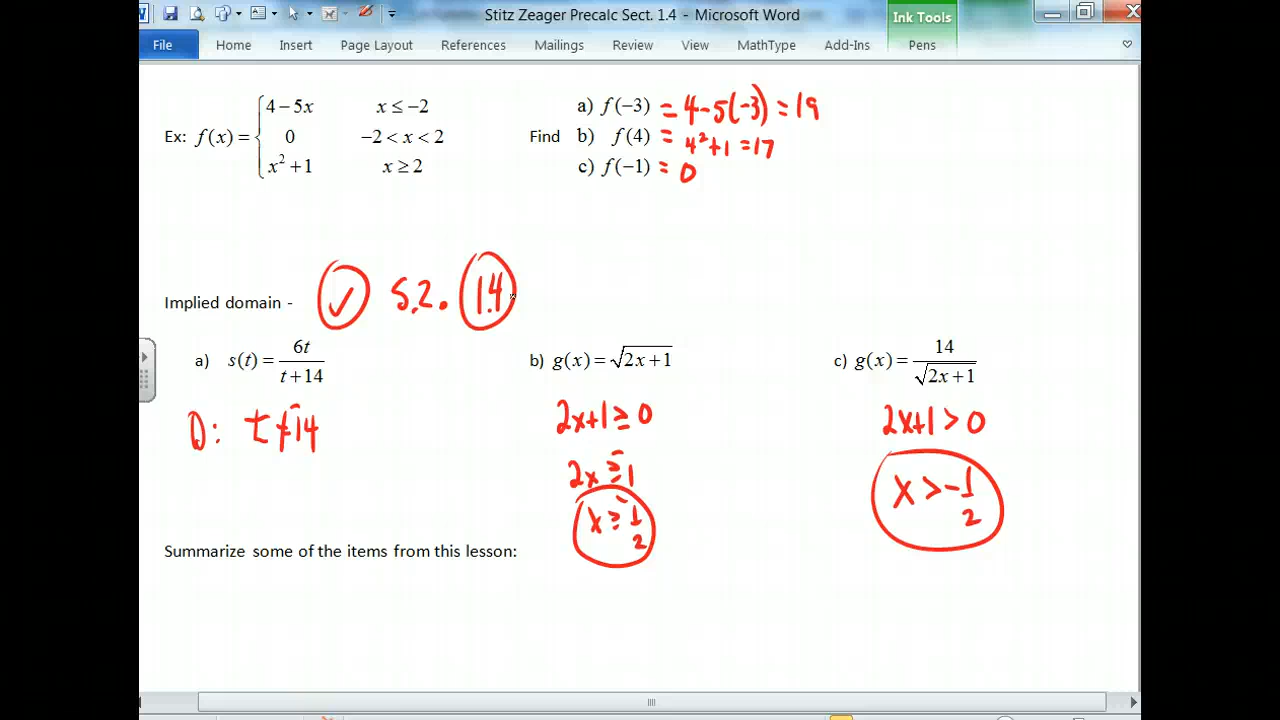 Stitz Zeager Precalc Sect. 1.4 - Microsoft Word
Ink Tools
File Home Insert Page Layout References Mailings Review View MathType Add-Ins Pens
Ex: f(x) = { 4 − 5x x ≤ −2
0 −2 < x < 2
x² + 1 x ≥ 2
Find a) f(−3) = 4 - 5(-3) = 19
b) f(4) = 4² + 1 = 17
c) f(−1) = 0
Implied domain - ✓ 5.2. 1.4
a) s(t) = 6t / (t + 14)
D: t ≠ -14
b) g(x) = √(2x + 1)
2x+1 ≥ 0
2x ≥ -1
x ≥ -1/2
c) g(x) = 14 / √(2x + 1)
2x+1 > 0
x > -1/2
Summarize some of the items from this lesson: